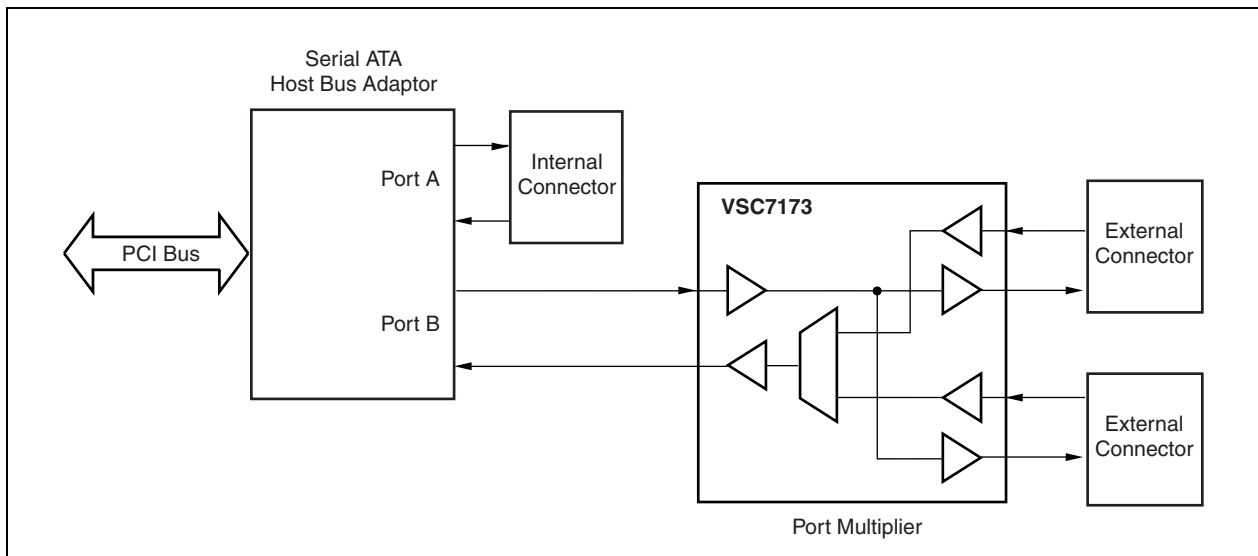 Serial ATA
Host Bus Adaptor
Port A
Internal
Connector
VSC7173
External
Connector
PCI Bus
Port B
External
Connector
Port Multiplier